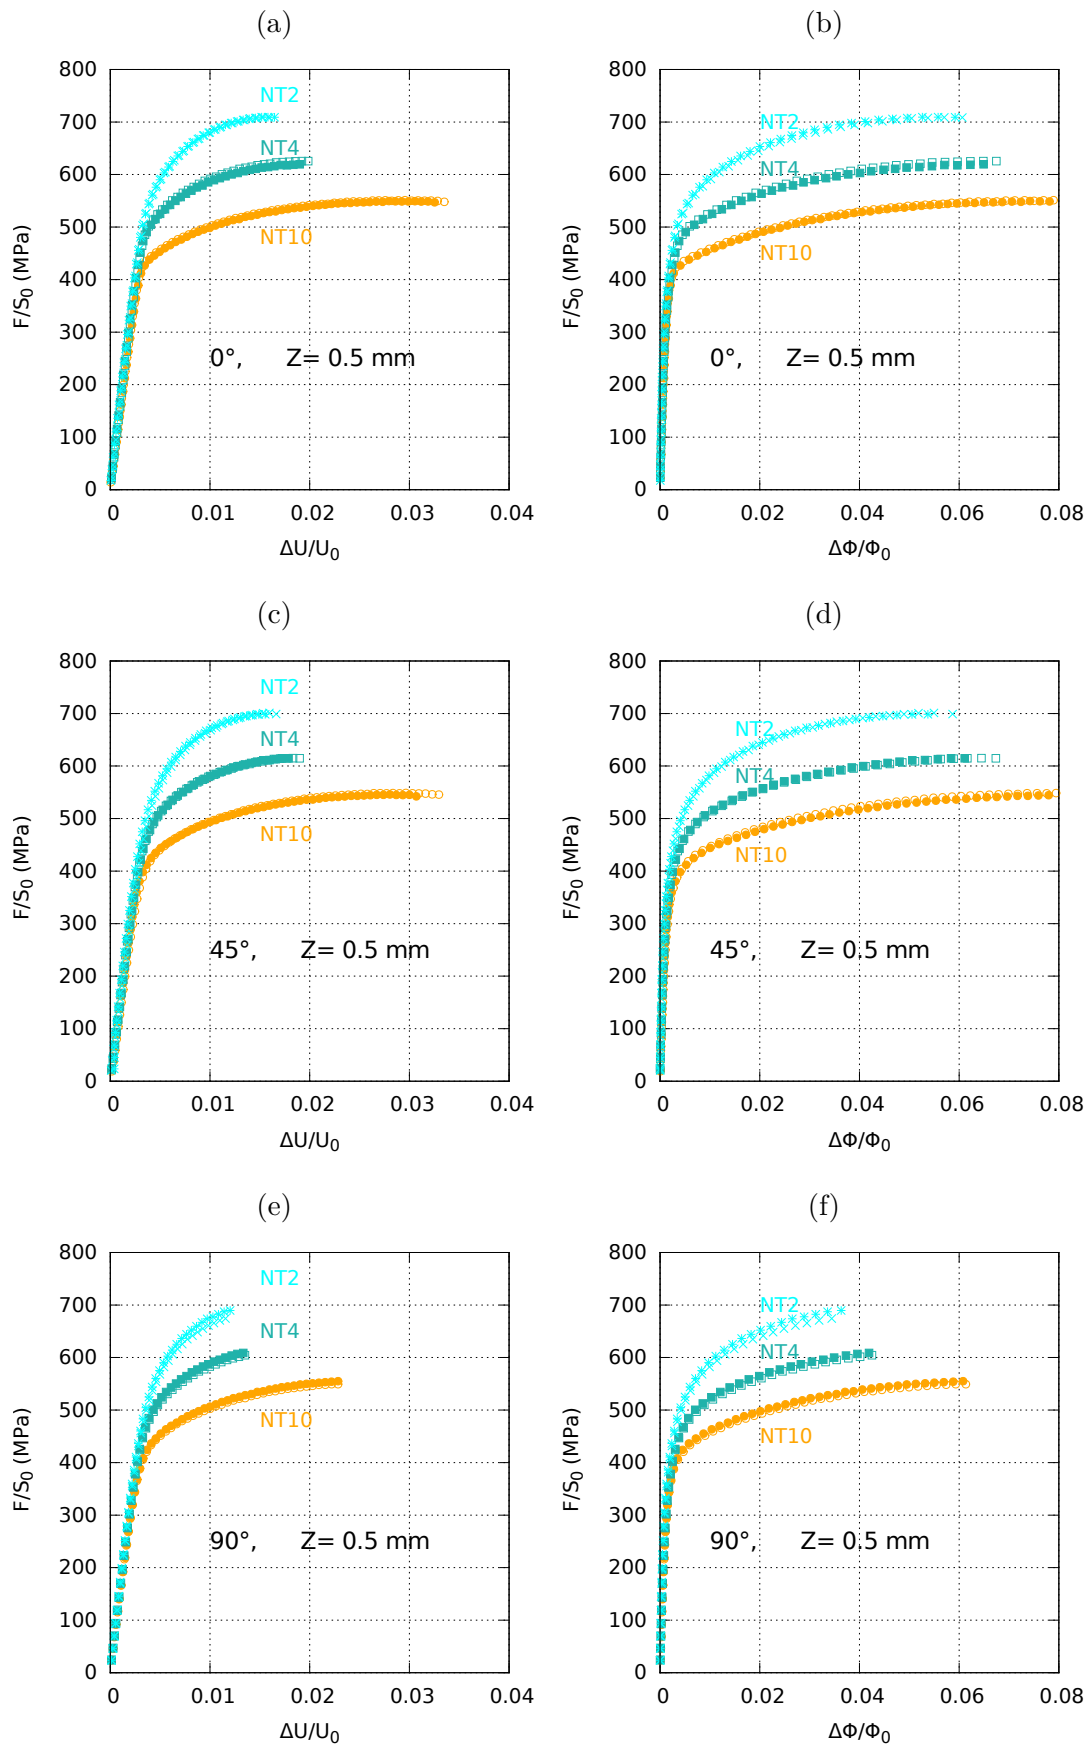 (a)
800
700
600
500
400
300
200
100
0
F/S0 (MPa)
NT2
NT4
NT10
0°, Z= 0.5 mm
0 0.01 0.02 0.03 0.04
ΔU/U0
(b)
800
700
600
500
400
300
200
100
0
F/S0 (MPa)
NT2
NT4
NT10
0°, Z= 0.5 mm
0 0.02 0.04 0.06 0.08
ΔΦ/Φ0
(c)
800
700
600
500
400
300
200
100
0
F/S0 (MPa)
NT2
NT4
NT10
45°, Z= 0.5 mm
0 0.01 0.02 0.03 0.04
ΔU/U0
(d)
800
700
600
500
400
300
200
100
0
F/S0 (MPa)
NT2
NT4
NT10
45°, Z= 0.5 mm
0 0.02 0.04 0.06 0.08
ΔΦ/Φ0
(e)
800
700
600
500
400
300
200
100
0
F/S0 (MPa)
NT2
NT4
NT10
90°, Z= 0.5 mm
0 0.01 0.02 0.03 0.04
ΔU/U0
(f)
800
700
600
500
400
300
200
100
0
F/S0 (MPa)
NT2
NT4
NT10
90°, Z= 0.5 mm
0 0.02 0.04 0.06 0.08
ΔΦ/Φ0